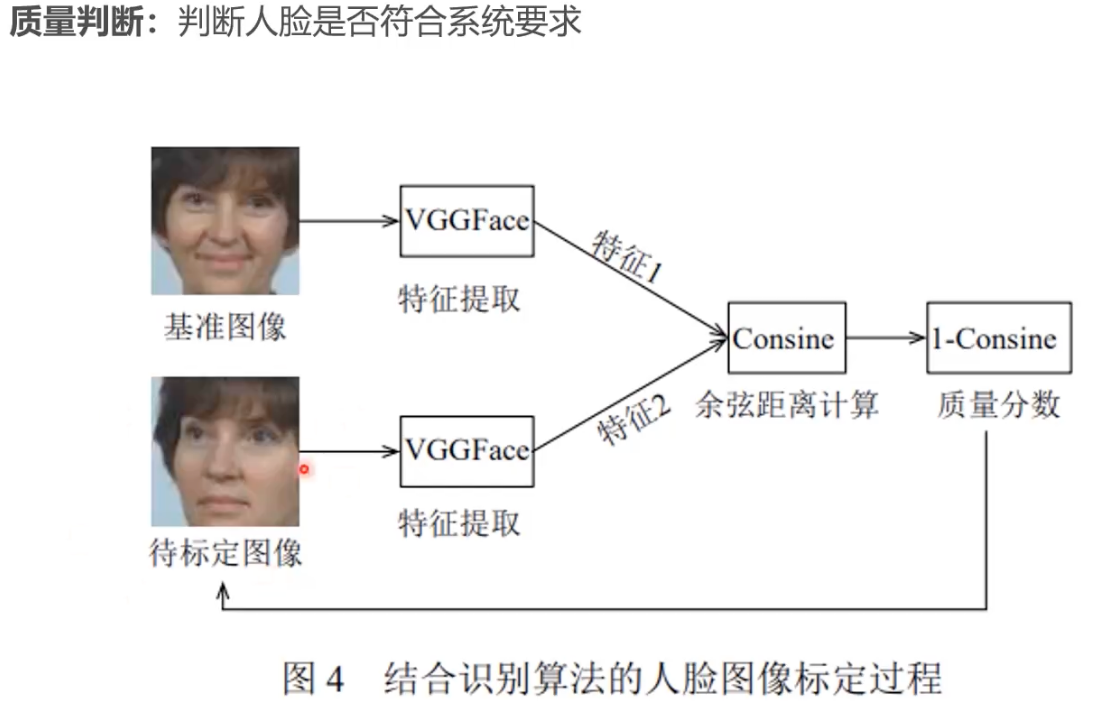 质量判断：判断人脸是否符合系统要求
VGGFace
特征提取
基准图像
特征1
Consine
余弦距离计算
1-Consine
质量分数
VGGFace
特征提取
特征2
待标定图像
图 4 结合识别算法的人脸图像标定过程